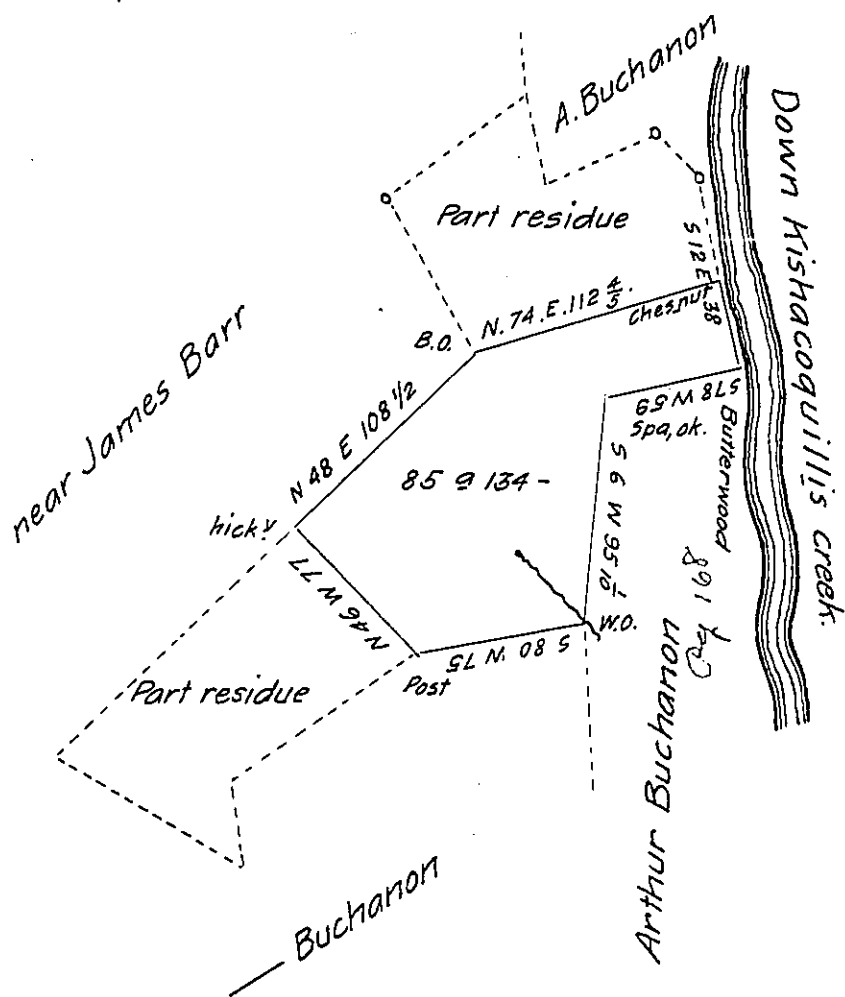 A. Buchanon
Down Kishacoquillis creek.
Part residue
S 12 E 38
N. 74. E. 112 4/5.
Chesnut
B.O.
near James Barr
N 48 E 108 1/2
S 78 W 59
Spa, ok.
Butterwood
85 a 134 -
hicky
S 6 W 95 1/10
N 46 W 77
W.O.
S 80 W 75
Post
Part residue
Arthur Buchanon
Pg 168
Buchanon